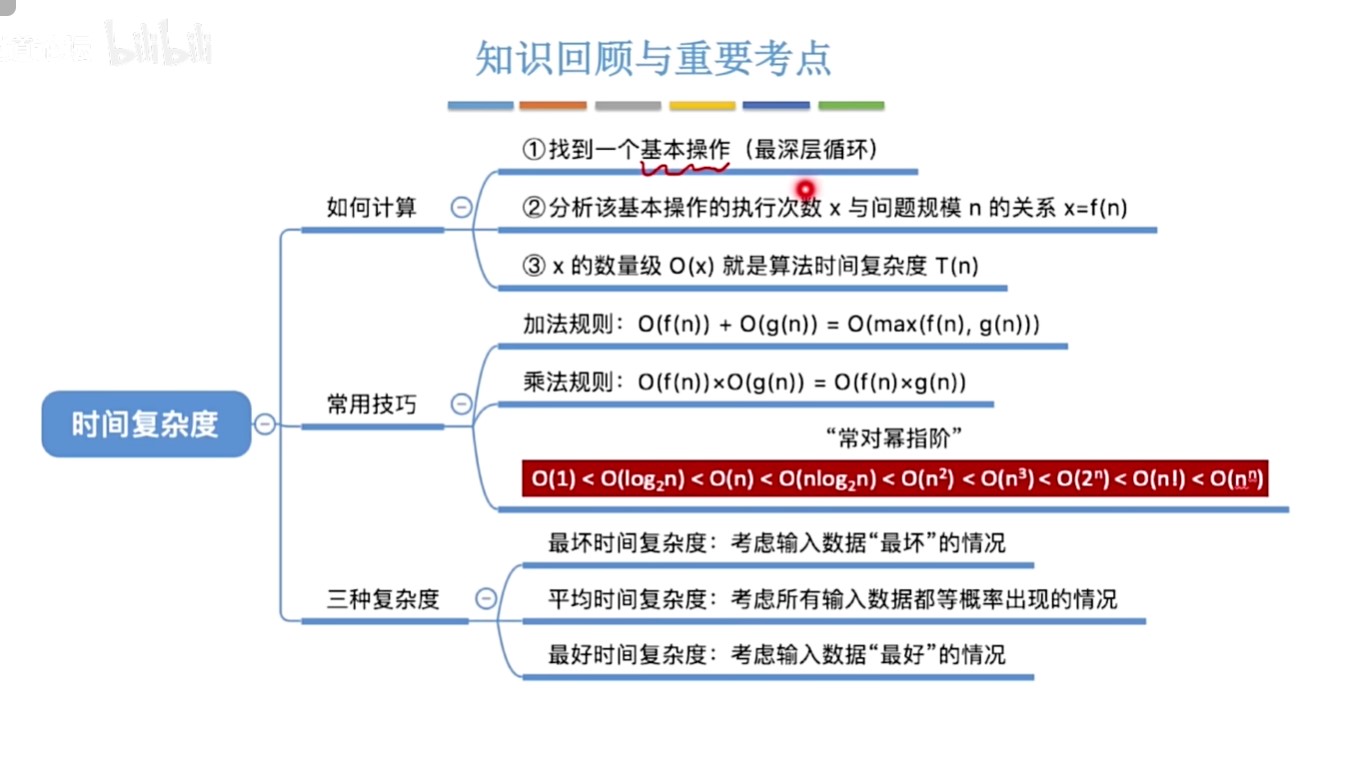 bilibili
知识回顾与重要考点
①找到一个基本操作（最深层循环）
如何计算
②分析该基本操作的执行次数 x 与问题规模 n 的关系 x=f(n)
③ x 的数量级 O(x) 就是算法时间复杂度 T(n)
加法规则：O(f(n)) + O(g(n)) = O(max(f(n), g(n)))
乘法规则：O(f(n))×O(g(n)) = O(f(n)×g(n))
常用技巧
时间复杂度
“常对幂指阶”
O(1) < O(log₂n) < O(n) < O(nlog₂n) < O(n²) < O(n³) < O(2ⁿ) < O(n!) < O(nⁿ)
最坏时间复杂度：考虑输入数据“最坏”的情况
三种复杂度
平均时间复杂度：考虑所有输入数据都等概率出现的情况
最好时间复杂度：考虑输入数据“最好”的情况